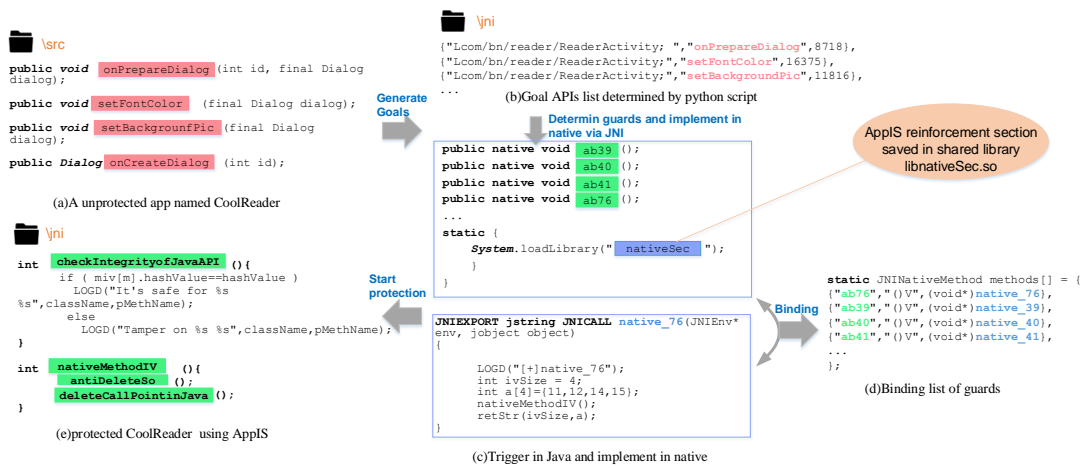 \src
public void onPrepareDialog (int id, final Dialog
dialog);
public void setFontColor (final Dialog dialog);
public void setBackgrounfPic (final Dialog
dialog);
public Dialog onCreatDialog (int id);
(a)A unprotected app named CoolReader
Generate
Goals
\jni
{"Lcom/bn/reader/ReaderActivity; ","onPrepareDialog",8718},
{"Lcom/bn/reader/ReaderActivity;","setFontColor",16375},
{"Lcom/bn/reader/ReaderActivity;","setBackgroundPic",11816},
...
(b)Goal APIs list determined by python script
Determin guards and implement in
native via JNI
public native void ab39 ();
public native void ab40 ();
public native void ab41 ();
public native void ab76 ();
...
static {
System.loadLibrary(" nativeSec ");
}
}
AppIS reinforcement section
saved in shared library
libnativeSec.so
JNIEXPORT jstring JNICALL native_76(JNIEnv*
env, jobject object)
{
LOGD("[+]native_76");
int ivSize = 4;
int a[4]={11,12,14,15};
nativeMethodIV();
retStr(ivSize,a);
}
(c)Trigger in Java and implement in native
Binding
static JNINativeMethod methods[] = {
{"ab76","()V",(void*)native_76},
{"ab39","()V",(void*)native_39},
{"ab40","()V",(void*)native_40},
{"ab41","()V",(void*)native_41},
...
};
(d)Binding list of guards
Start
protection
\jni
int checkIntegrityofJavaAPI (){
if ( miv[m].hashValue==hashValue )
LOGD("It's safe for %s
%s",className,pMethName);
else
LOGD("Tamper on %s %s",className,pMethName);
}
int nativeMethodIV (){
antiDeleteSo ();
deleteCallPointinJava ();
}
(e)protected CoolReader using AppIS